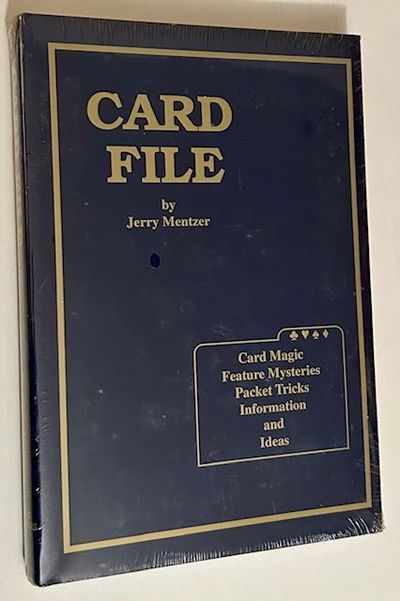 CARD
FILE
by
Jerry Mentzer
Card Magic
Feature Mysteries
Packet Tricks
Information
and
Ideas